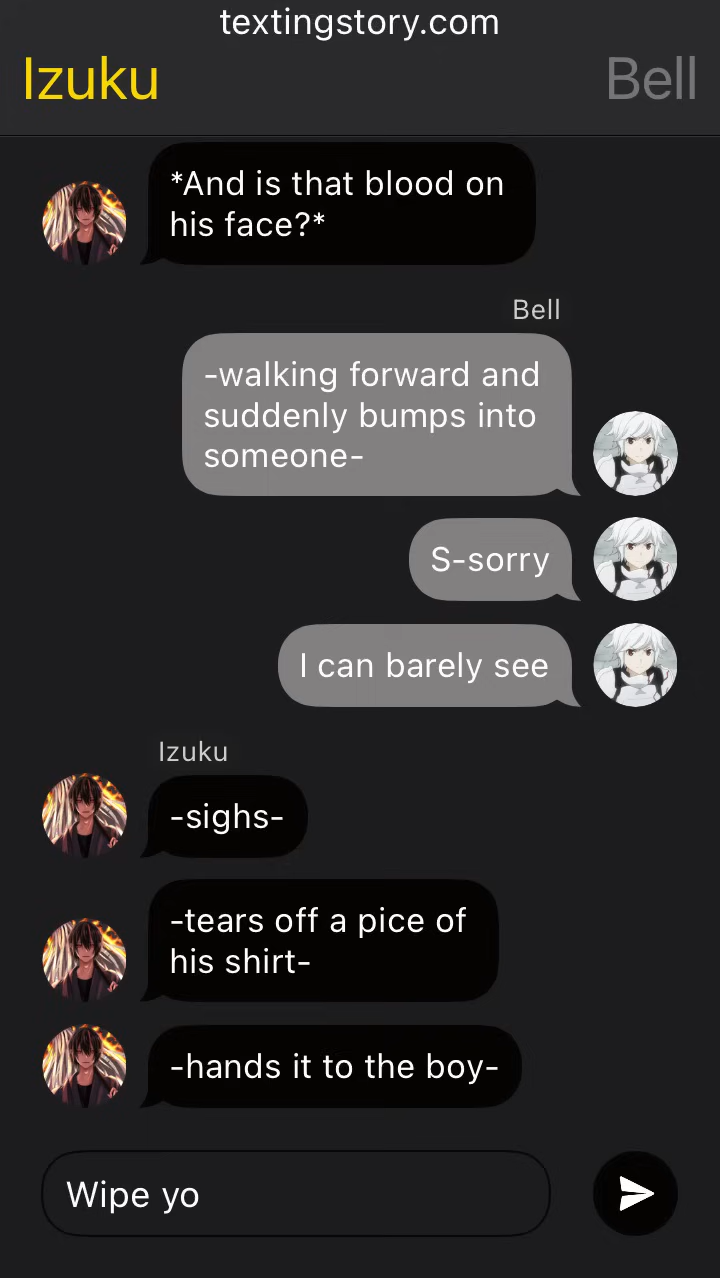 textingstory.com
Izuku
Bell
*And is that blood on
his face?*
Bell
-walking forward and
suddenly bumps into
someone-
S-sorry
I can barely see
Izuku
-sighs-
-tears off a pice of
his shirt-
-hands it to the boy-
Wipe yo